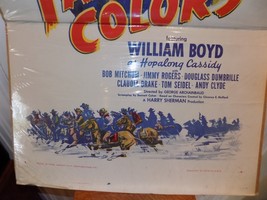 COLORS
featuring
WILLIAM BOYD
as Hopalong Cassidy
with
BOB MITCHUM · JIMMY ROGERS · DOUGLASS DUMBRILLE
CLAUDIA DRAKE · TOM SEIDEL · ANDY CLYDE
Directed by GEORGE ARCHAINBAUD
A HARRY SHERMAN Production